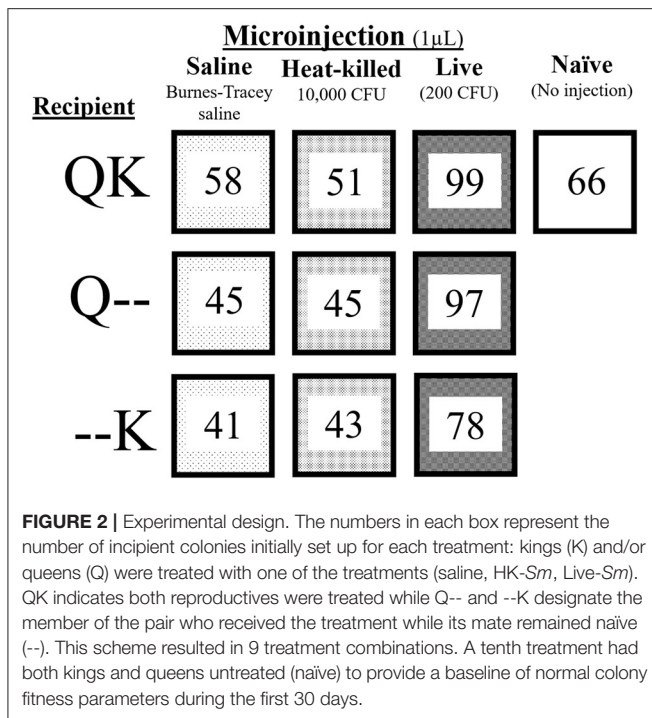 Microinjection (1µL)
Saline Heat-killed Live Naïve
Burnes-Tracey 10,000 CFU (200 CFU) (No injection)
Recipient saline
QK 58 51 99 66
Q-- 45 45 97
--K 41 43 78
FIGURE 2 | Experimental design. The numbers in each box represent the
number of incipient colonies initially set up for each treatment: kings (K) and/or
queens (Q) were treated with one of the treatments (saline, HK-Sm, Live-Sm).
QK indicates both reproductives were treated while Q-- and --K designate the
member of the pair who received the treatment while its mate remained naïve
(--). This scheme resulted in 9 treatment combinations. A tenth treatment had
both kings and queens untreated (naïve) to provide a baseline of normal colony
fitness parameters during the first 30 days.